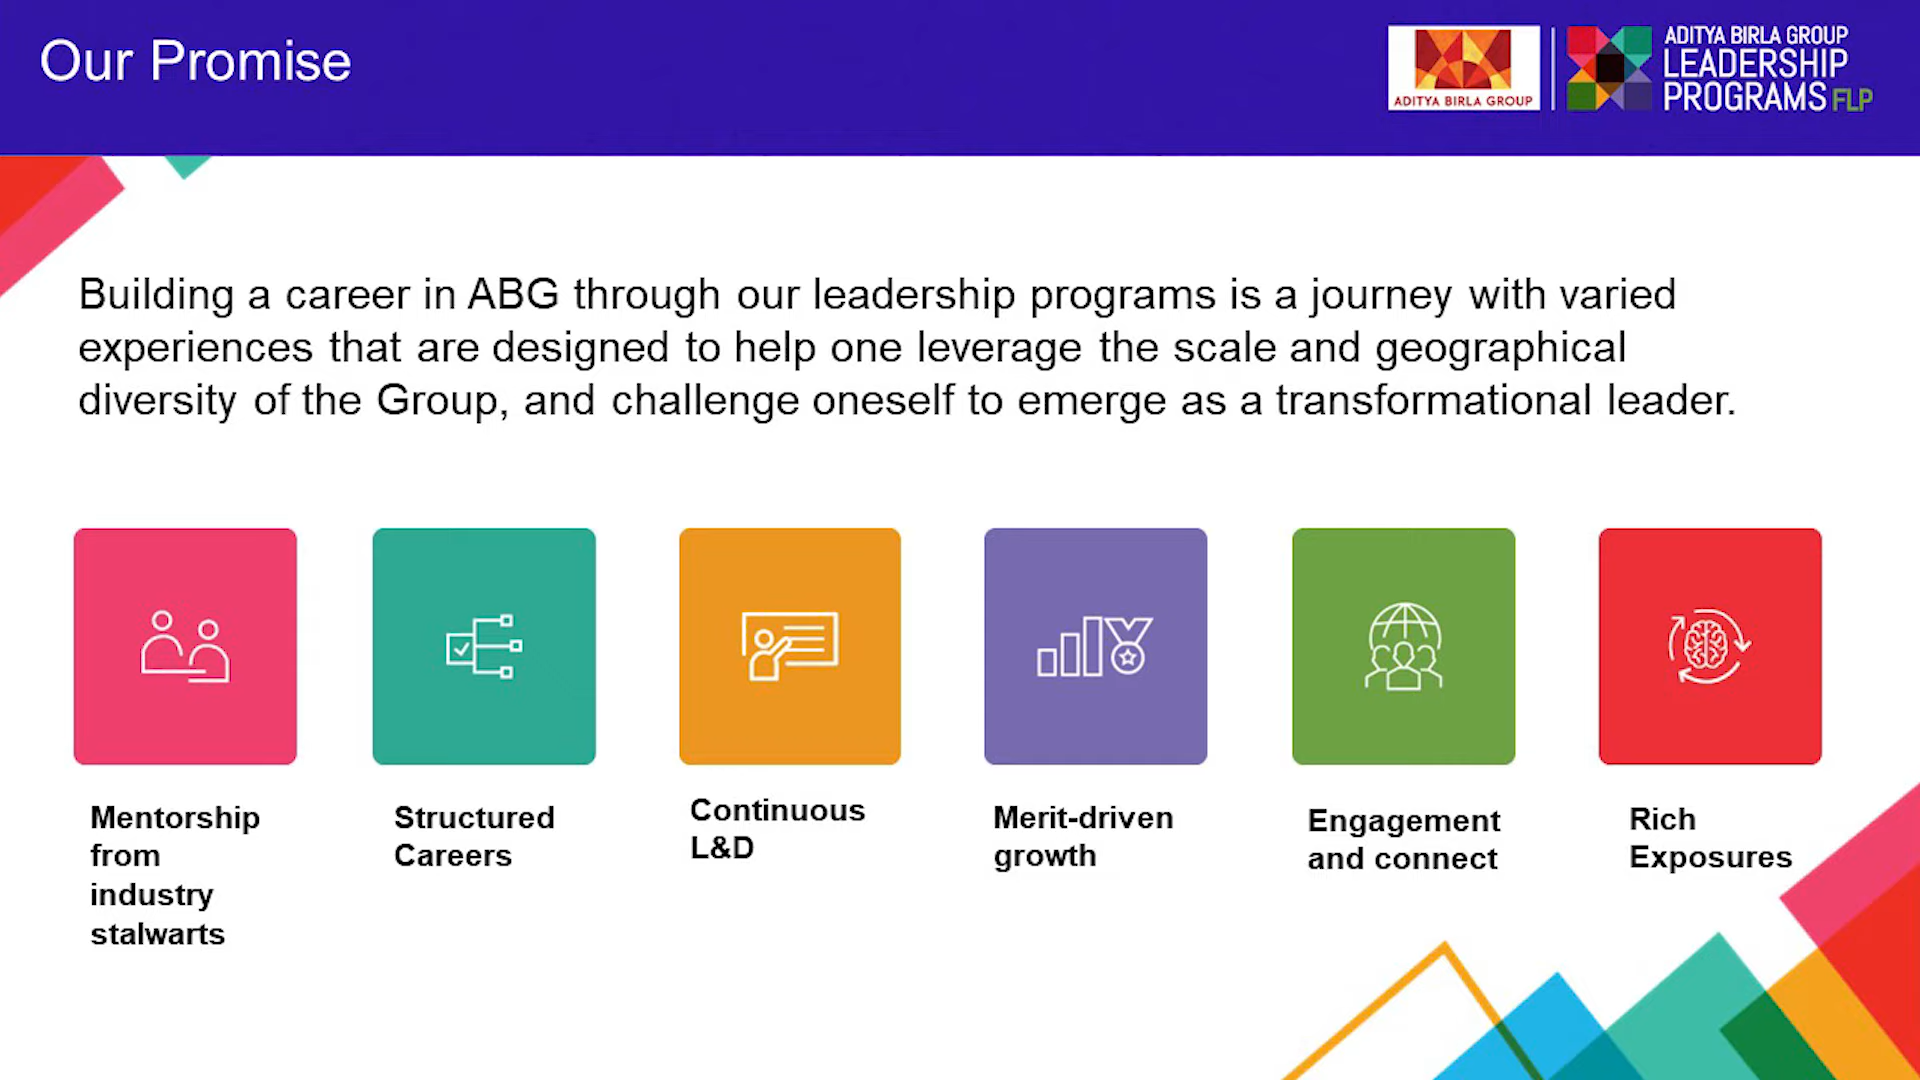 Our Promise
ADITYA BIRLA GROUP
ADITYA BIRLA GROUP
LEADERSHIP
PROGRAMS FLP
Building a career in ABG through our leadership programs is a journey with varied
experiences that are designed to help one leverage the scale and geographical
diversity of the Group, and challenge oneself to emerge as a transformational leader.
Mentorship
from
industry
stalwarts
Structured
Careers
Continuous
L&D
Merit-driven
growth
Engagement
and connect
Rich
Exposures